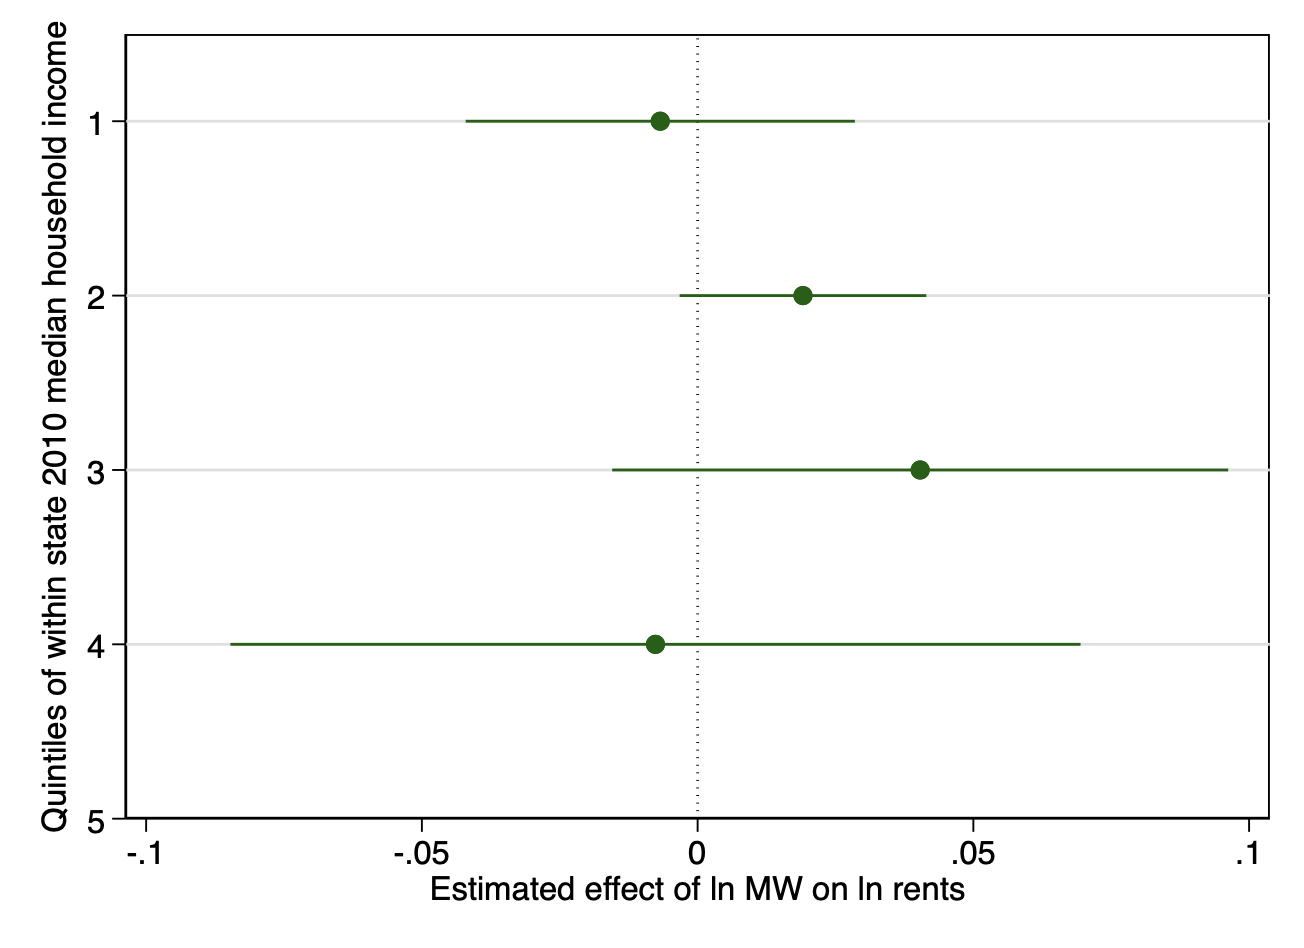 Quintiles of within state 2010 median household income
1
2
3
4
5
-.1 -.05 0 .05 .1
Estimated effect of ln MW on ln rents